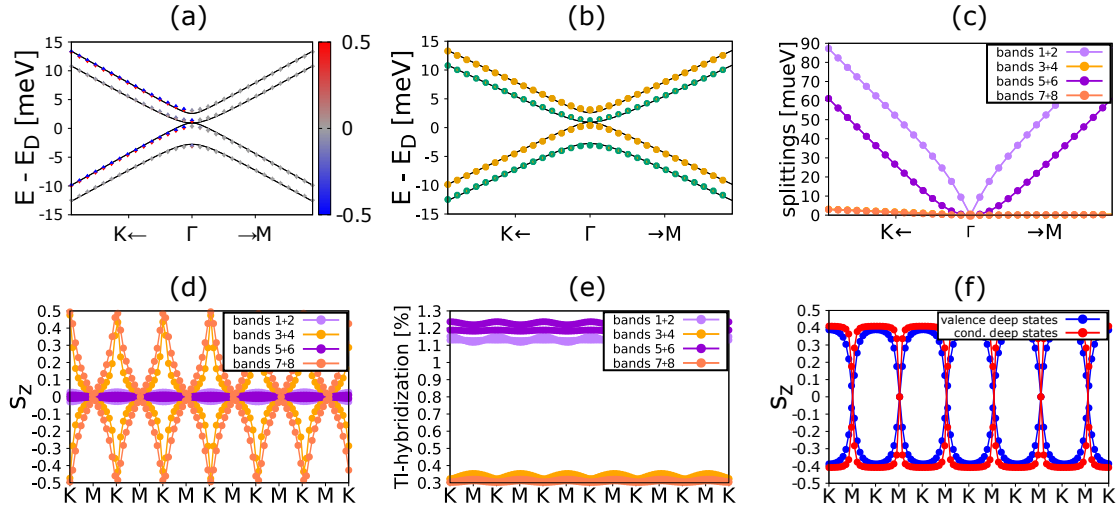 (a)
(b)
(c)
15
10
5
0
-5
-10
-15
E - E_D [meV]
K←
Γ
→M
0.5
0
-0.5
15
10
5
0
-5
-10
-15
E - E_D [meV]
K←
Γ
→M
90
80
70
60
50
40
30
20
10
0
splittings [mueV]
bands 1+2
bands 3+4
bands 5+6
bands 7+8
K←
Γ
→M
(d)
(e)
(f)
0.5
0.4
0.3
0.2
0.1
0
-0.1
-0.2
-0.3
-0.4
-0.5
s_z
bands 1+2
bands 3+4
bands 5+6
bands 7+8
K M K M K M K M K M K M K
1.3
1.2
1.1
1
0.9
0.8
0.7
0.6
0.5
0.4
0.3
TI-hybridization [%]
bands 1+2
bands 3+4
bands 5+6
bands 7+8
K M K M K M K M K M K M K
0.5
0.4
0.3
0.2
0.1
0
-0.1
-0.2
-0.3
-0.4
-0.5
s_z
valence deep states
cond. deep states
K M K M K M K M K M K M K